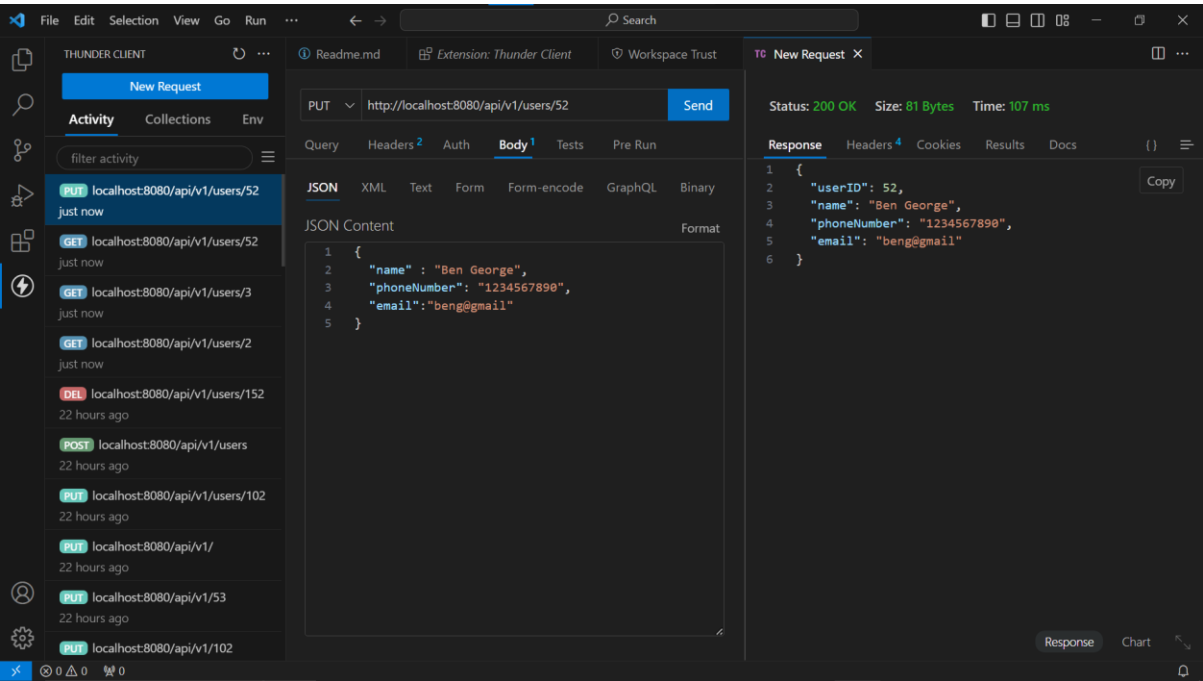 File Edit Selection View Go Run ··· Search
THUNDER CLIENT
New Request
Activity Collections Env
filter activity
PUT localhost:8080/api/v1/users/52
just now
GET localhost:8080/api/v1/users/52
just now
GET localhost:8080/api/v1/users/3
just now
GET localhost:8080/api/v1/users/2
just now
DEL localhost:8080/api/v1/users/152
22 hours ago
POST localhost:8080/api/v1/users
22 hours ago
PUT localhost:8080/api/v1/users/102
22 hours ago
PUT localhost:8080/api/v1/
22 hours ago
PUT localhost:8080/api/v1/53
22 hours ago
PUT localhost:8080/api/v1/102
Readme.md Extension: Thunder Client Workspace Trust TC New Request
PUT http://localhost:8080/api/v1/users/52 Send
Query Headers 2 Auth Body 1 Tests Pre Run
JSON XML Text Form Form-encode GraphQL Binary
JSON Content Format
1 {
2 "name" : "Ben George",
3 "phoneNumber": "1234567890",
4 "email":"beng@gmail"
5 }
Status: 200 OK Size: 81 Bytes Time: 107 ms
Response Headers 4 Cookies Results Docs { }
Copy
1 {
2 "userID": 52,
3 "name": "Ben George",
4 "phoneNumber": "1234567890",
5 "email": "beng@gmail"
6 }
Response Chart
0 0 0